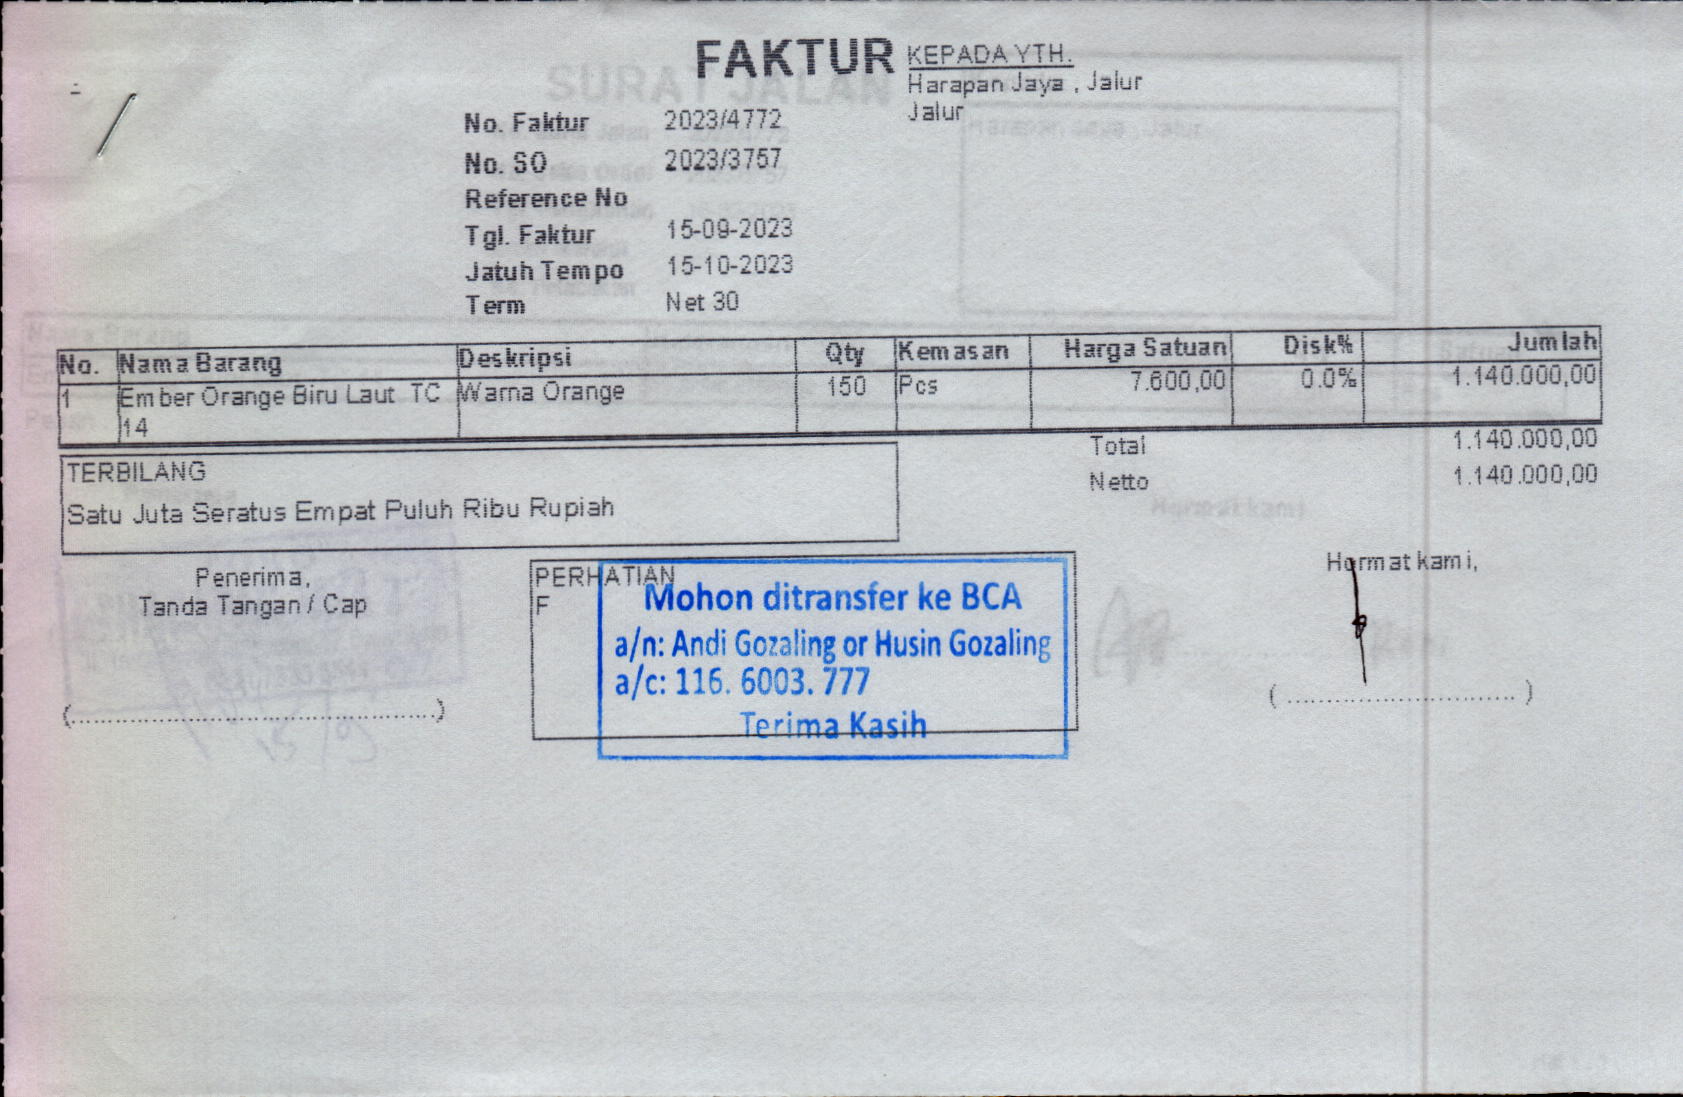 FAKTUR
KEPADA YTH.
Harapan Jaya , Jalur
Jalur
No. Faktur 2023/4772
No. SO 2023/3757
Reference No
Tgl. Faktur 15-09-2023
Jatuh Tempo 15-10-2023
Term Net 30
No. Nama Barang Deskripsi Qty Kemasan Harga Satuan Disk% Jumlah
1 Ember Orange Biru Laut TC 14 Warna Orange 150 Pcs 7.600,00 0.0% 1.140.000,00
Total 1.140.000,00
Netto 1.140.000,00
TERBILANG
Satu Juta Seratus Empat Puluh Ribu Rupiah
Penerima,
Tanda Tangan / Cap
(........................................)
PERHATIAN
F
Mohon ditransfer ke BCA
a/n: Andi Gozaling or Husin Gozaling
a/c: 116. 6003. 777
Terima Kasih
Hormat kami,
( ......................... )